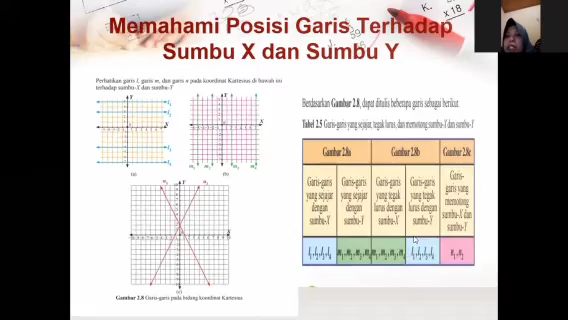 Memahami Posisi Garis Terhadap
Sumbu X dan Sumbu Y
Perhatikan garis l, garis m, dan garis n pada koordinat Kartesius di bawah ini
terhadap sumbu-X dan sumbu-Y
(a)
(b)
(c)
Gambar 2.8 Garis-garis pada bidang koordinat Kartesius
Berdasarkan Gambar 2.8, dapat ditulis beberapa garis sebagai berikut.
Tabel 2.5 Garis-garis yang sejajar, tegak lurus, dan memotong sumbu-X dan sumbu-Y
Gambar 2.8a Gambar 2.8b Gambar 2.8c
Garis-garis yang sejajar dengan sumbu-X
Garis-garis yang sejajar dengan sumbu-Y
Garis-garis yang tegak lurus dengan sumbu-X
Garis-garis yang tegak lurus dengan sumbu-Y
Garis-garis yang memotong sumbu-X dan sumbu-Y